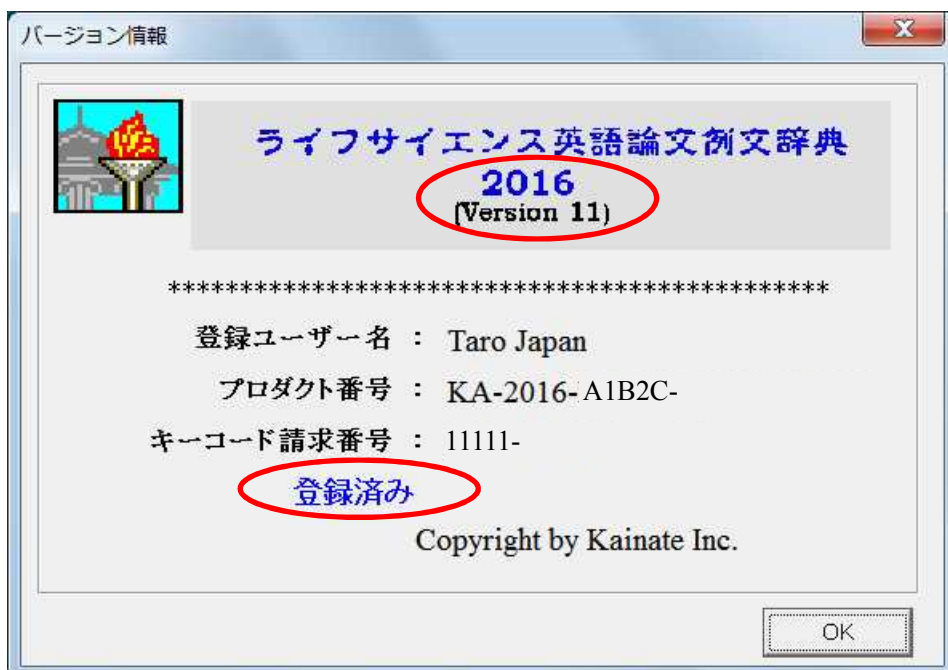 バージョン情報
ライフサイエンス英語論文例文辞典
2016
(Version 11)
***********************************************
登録ユーザー名 : Taro Japan
プロダクト番号 : KA-2016-A1B2C-
キーコード請求番号 : 11111-
登録済み
Copyright by Kainate Inc.
OK